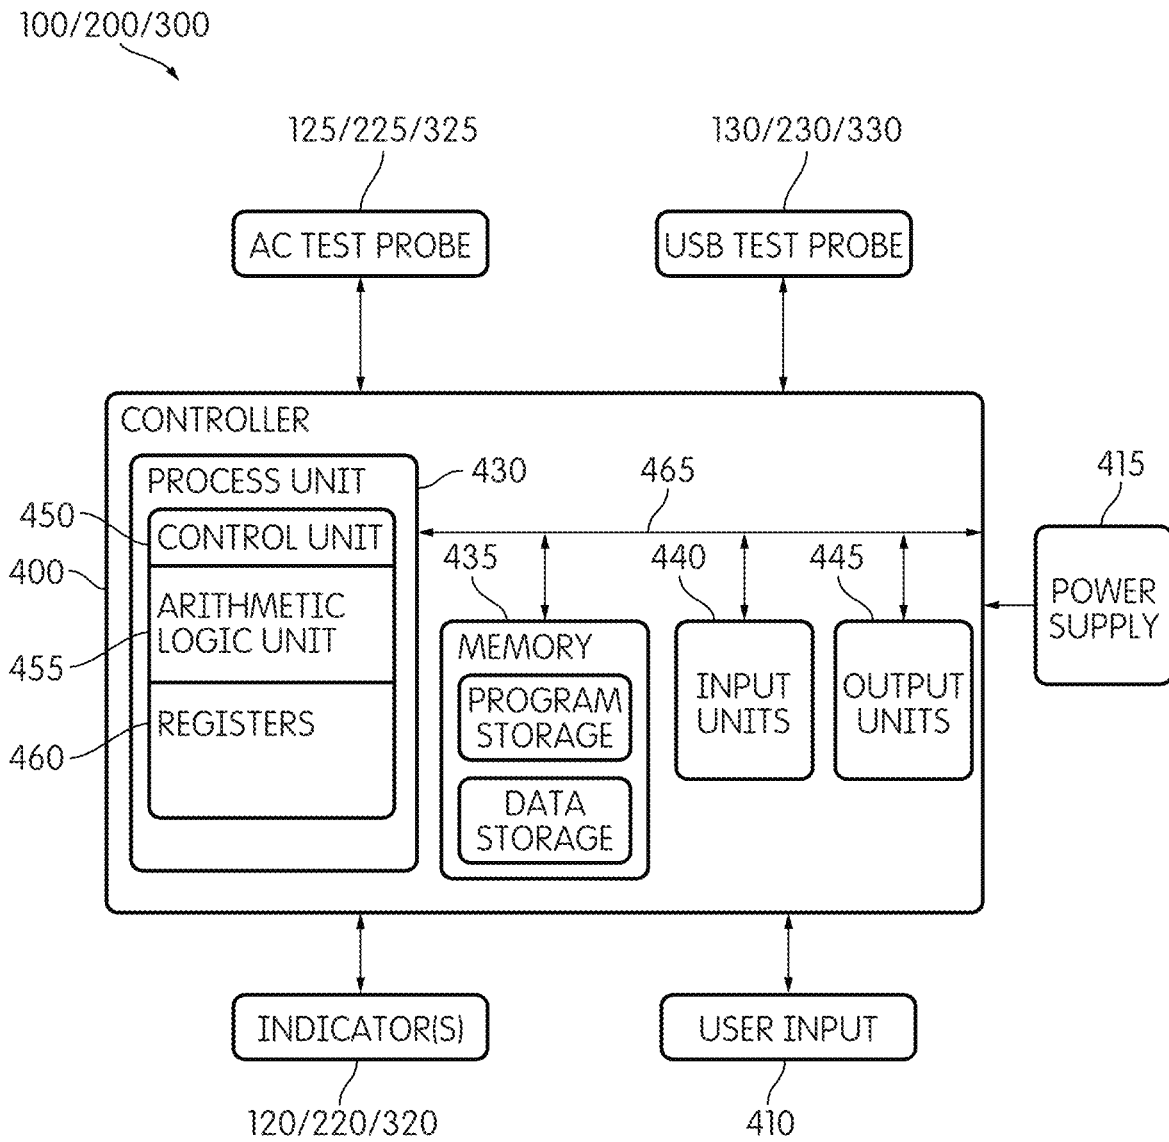 100/200/300
125/225/325
130/230/330
AC TEST PROBE
USB TEST PROBE
CONTROLLER
PROCESS UNIT
430
465
415
450
CONTROL UNIT
400
435
440
445
ARITHMETIC
LOGIC UNIT
455
POWER
SUPPLY
MEMORY
PROGRAM
STORAGE
INPUT
UNITS
OUTPUT
UNITS
REGISTERS
460
DATA
STORAGE
INDICATOR(S)
USER INPUT
120/220/320
410